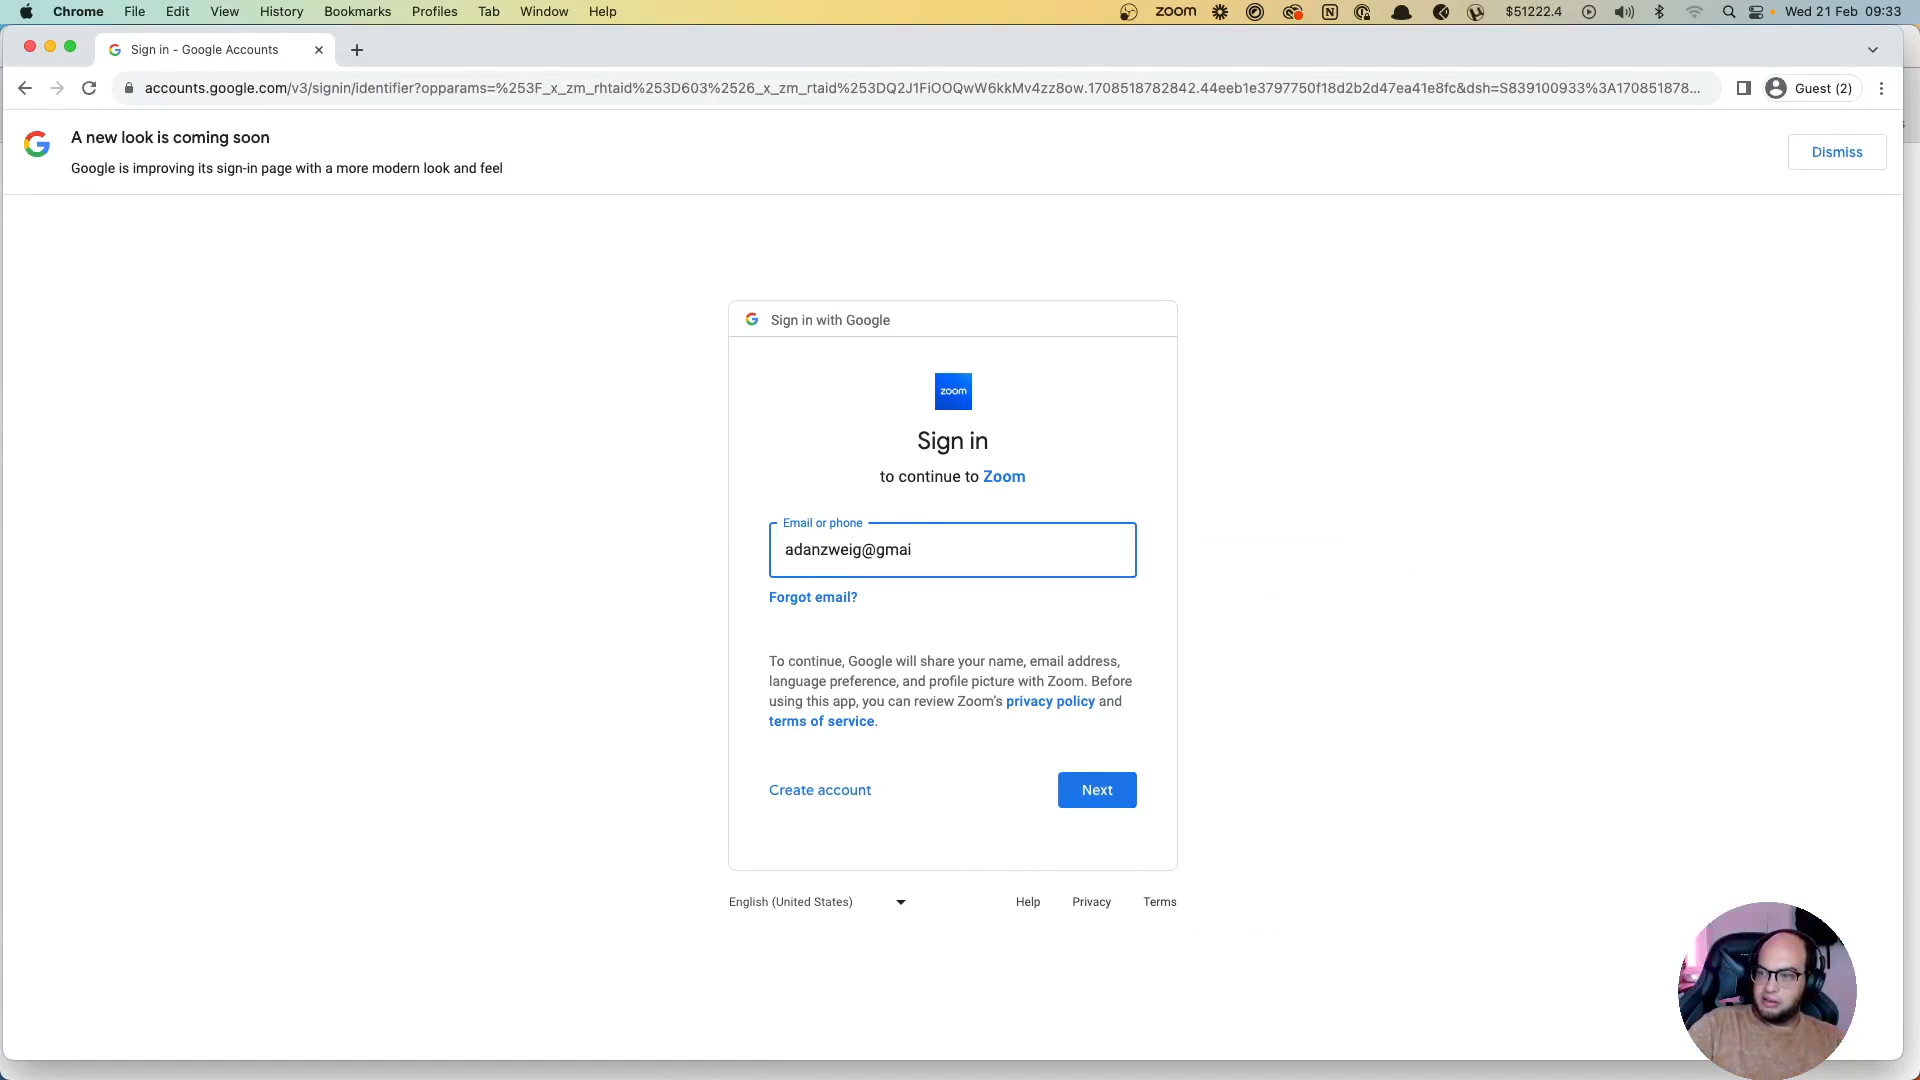 Chrome File Edit View History Bookmarks Profiles Tab Window Help zoom $51222.4 Wed 21 Feb 09:33
Sign in - Google Accounts
accounts.google.com/v3/signin/identifier?opparams=%253F_x_zm_rhtaid%253D603%2526_x_zm_rtaid%253DQ2J1FiOOQwW6kkMv4zz8ow.1708518782842.44eeb1e3797750f18d2b2d47ea41e8fc&dsh=S839100933%3A170851878... Guest (2)
A new look is coming soon
Google is improving its sign-in page with a more modern look and feel
Dismiss
Sign in with Google
zoom
Sign in
to continue to Zoom
Email or phone
adanzweig@gmai
Forgot email?
To continue, Google will share your name, email address,
language preference, and profile picture with Zoom. Before
using this app, you can review Zoom's privacy policy and
terms of service.
Create account Next
English (United States) Help Privacy Terms